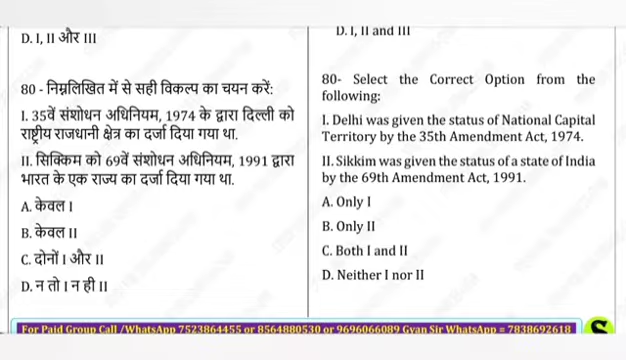 D. I, II और III
80 - निम्नलिखित में से सही विकल्प का चयन करें:
I. 35वें संशोधन अधिनियम, 1974 के द्वारा दिल्ली को
राष्ट्रीय राजधानी क्षेत्र का दर्जा दिया गया था.
II. सिक्किम को 69वें संशोधन अधिनियम, 1991 द्वारा
भारत के एक राज्य का दर्जा दिया गया था.
A. केवल I
B. केवल II
C. दोनों I और II
D. न तो I न ही II
D. I, II and III
80- Select the Correct Option from the
following:
I. Delhi was given the status of National Capital
Territory by the 35th Amendment Act, 1974.
II. Sikkim was given the status of a state of India
by the 69th Amendment Act, 1991.
A. Only I
B. Only II
C. Both I and II
D. Neither I nor II
For Paid Group Call /WhatsApp 7523864455 or 8564880530 or 9696066089 Gyan Sir WhatsApp = 7838692618